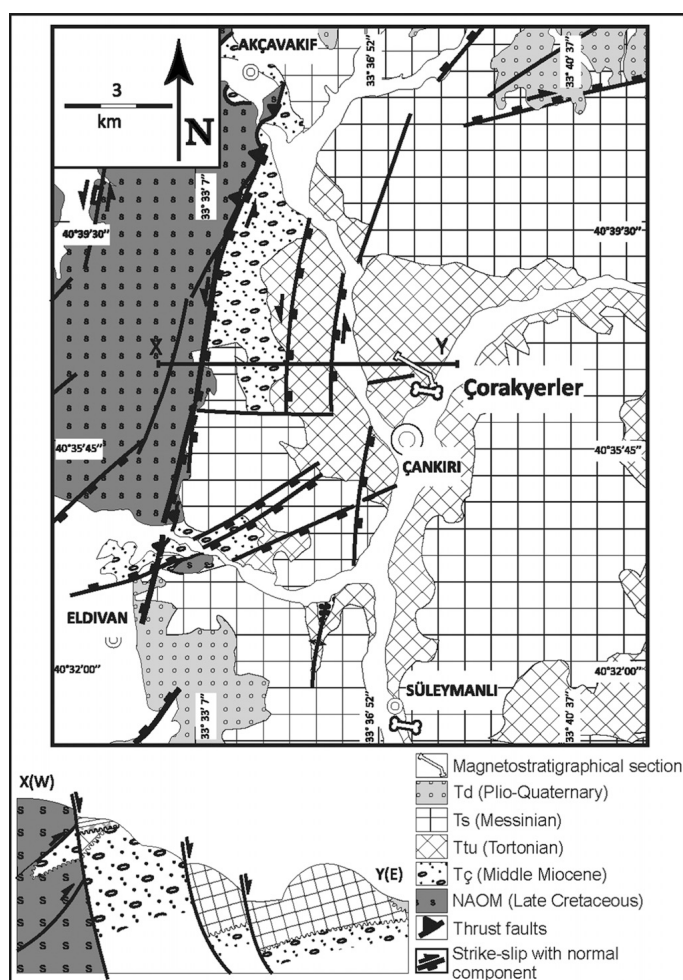 AKÇAVAKIF
33° 36' 52"
33° 40' 37"
3
km
N
33° 33' 7"
40°39'30"
40°39'30"
X
Y
Çorakyerler
40°35'45"
40°35'45"
ÇANKIRI
ELDIVAN
40°32'00"
40°32'00"
33° 33' 7"
33° 36' 52"
33° 40' 37"
SÜLEYMANLI
X(W)
Y(E)
Magnetostratigraphical section
Td (Plio-Quaternary)
Ts (Messinian)
Ttu (Tortonian)
Tç (Middle Miocene)
NAOM (Late Cretaceous)
Thrust faults
Strike-slip with normal
component